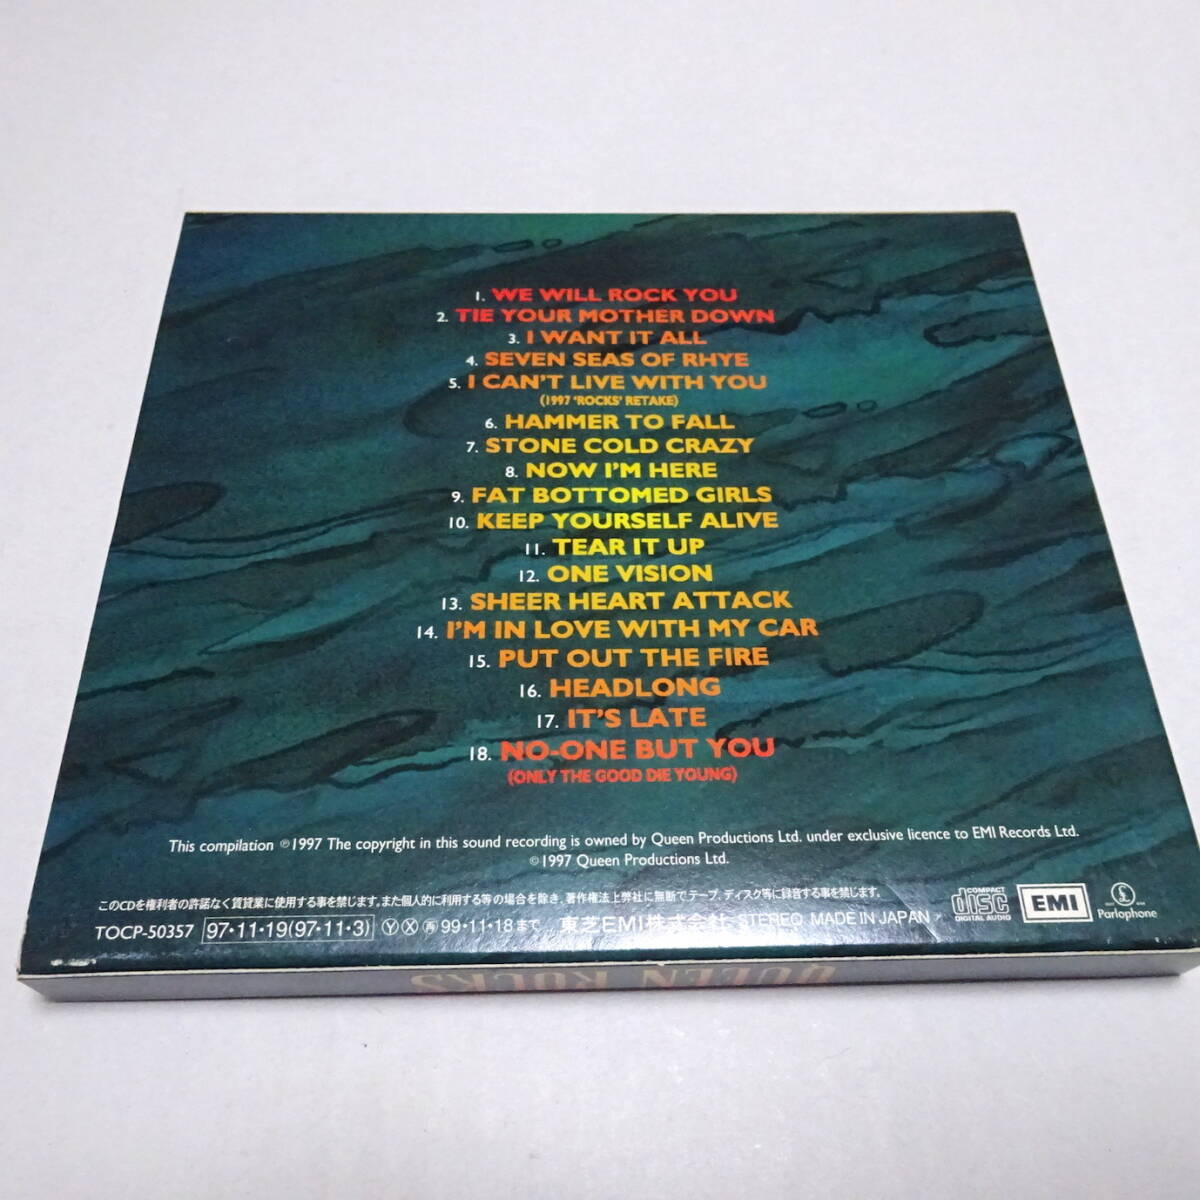 1. WE WILL ROCK YOU
2. TIE YOUR MOTHER DOWN
3. I WANT IT ALL
4. SEVEN SEAS OF RHYE
5. I CAN'T LIVE WITH YOU
(1997 'ROCKS' RETAKE)
6. HAMMER TO FALL
7. STONE COLD CRAZY
8. NOW I'M HERE
9. FAT BOTTOMED GIRLS
10. KEEP YOURSELF ALIVE
11. TEAR IT UP
12. ONE VISION
13. SHEER HEART ATTACK
14. I'M IN LOVE WITH MY CAR
15. PUT OUT THE FIRE
16. HEADLONG
17. IT'S LATE
18. NO-ONE BUT YOU
(ONLY THE GOOD DIE YOUNG)
This compilation ℗1997 The copyright in this sound recording is owned by Queen Productions Ltd. under exclusive licence to EMI Records Ltd.
©1997 Queen Productions Ltd.
このCDを権利者の許諾なく賃貸業に使用する事を禁じます。また個人的に利用する等の場合を除き、著作権法上弊社に無断でテープ、ディスク等に録音する事を禁じます。
TOCP-50357 97・11・19(97・11・3) Ⓨ Ⓧ 再 99・11・18まで 東芝EMI株式会社 STEREO MADE IN JAPAN
COMPACT
disc
DIGITAL AUDIO
EMI
£
Parlophone
QUEEN ROCKS